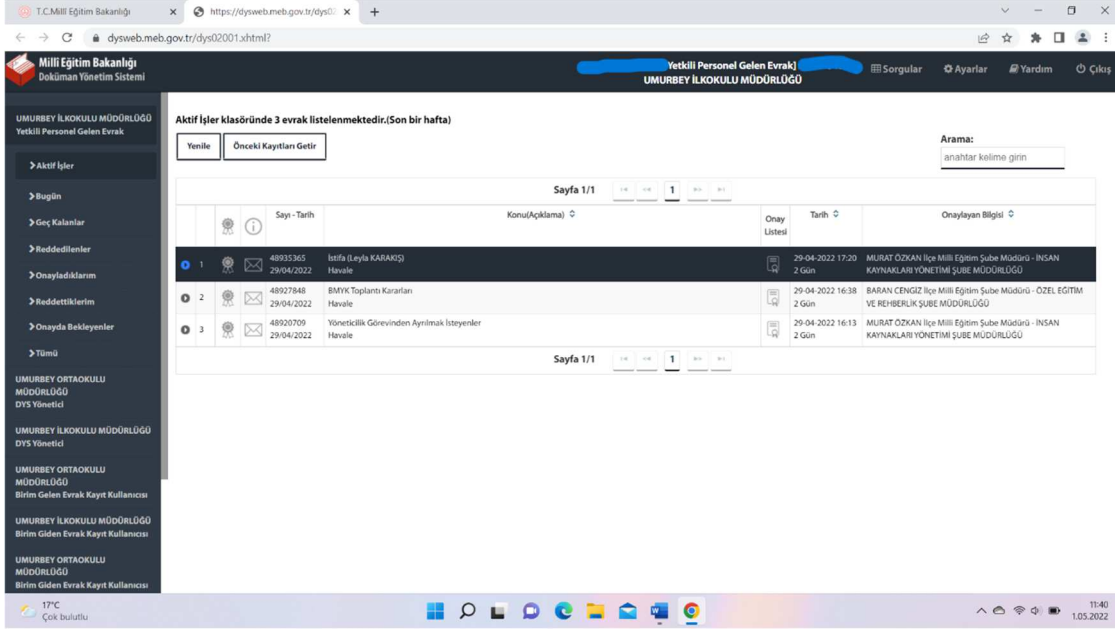 T.C.Millî Eğitim Bakanlığı
https://dysweb.meb.gov.tr/dys02
dysweb.meb.gov.tr/dys02001.xhtml?
Millî Eğitim Bakanlığı
Doküman Yönetim Sistemi
Yetkili Personel Gelen Evrak]
UMURBEY İLKOKULU MÜDÜRLÜĞÜ
Sorgular
Ayarlar
Yardım
Çıkış
UMURBEY İLKOKULU MÜDÜRLÜĞÜ
Yetkili Personel Gelen Evrak
Aktif İşler
Bugün
Geç Kalanlar
Reddedilenler
Onayladıklarım
Reddettiklerim
Onayda Bekleyenler
Tümü
UMURBEY ORTAOKULU
MÜDÜRLÜĞÜ
DYS Yönetici
UMURBEY İLKOKULU MÜDÜRLÜĞÜ
DYS Yönetici
UMURBEY ORTAOKULU
MÜDÜRLÜĞÜ
Birim Gelen Evrak Kayıt Kullanıcısı
UMURBEY İLKOKULU MÜDÜRLÜĞÜ
Birim Giden Evrak Kayıt Kullanıcısı
UMURBEY ORTAOKULU
MÜDÜRLÜĞÜ
Birim Giden Evrak Kayıt Kullanıcısı
Aktif İşler klasöründe 3 evrak listelenmektedir.(Son bir hafta)
Yenile
Önceki Kayıtları Getir
Arama:
anahtar kelime girin
Sayfa 1/1 1
Sayı - Tarih
Konu(Açıklama)
Onay
Listesi
Tarih
Onaylayan Bilgisi
1 48935365 İstifa (Leyla KARAKIŞ) 29-04-2022 17:20 MURAT ÖZKAN İlçe Milli Eğitim Şube Müdürü - İNSAN
29/04/2022 Havale 2 Gün KAYNAKLARI YÖNETİMİ ŞUBE MÜDÜRLÜĞÜ
2 48927848 BMYK Toplantı Kararları 29-04-2022 16:38 BARAN CENGİZ İlçe Milli Eğitim Şube Müdürü - ÖZEL EĞİTİM
29/04/2022 Havale 2 Gün VE REHBERLİK ŞUBE MÜDÜRLÜĞÜ
3 48920709 Yöneticilik Görevinden Ayrılmak İsteyenler 29-04-2022 16:13 MURAT ÖZKAN İlçe Milli Eğitim Şube Müdürü - İNSAN
29/04/2022 Havale 2 Gün KAYNAKLARI YÖNETİMİ ŞUBE MÜDÜRLÜĞÜ
Sayfa 1/1 1
17°C
Çok bulutlu
11:40
1.05.2022